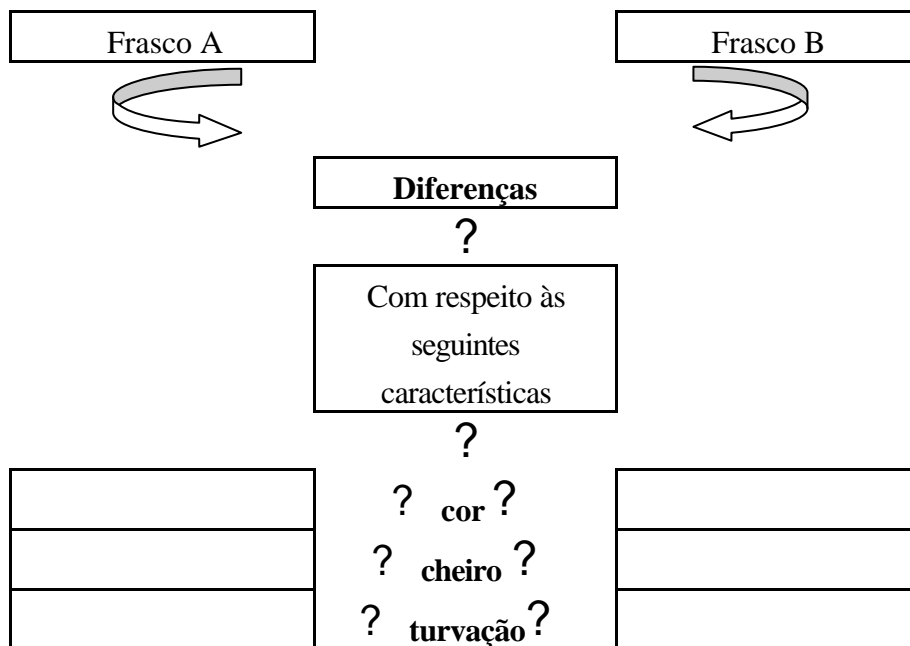 Frasco A
Frasco B
Diferenças
?
Com respeito às
seguintes
características
?
? cor ?
? cheiro ?
? turvação ?